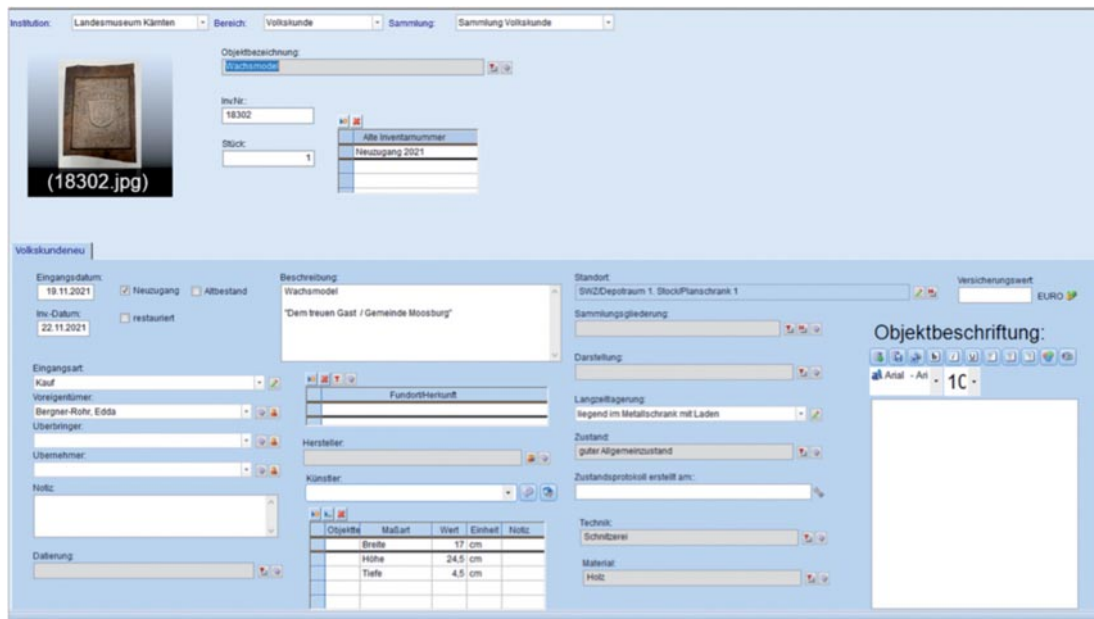 Institution: Landesmuseum Kärnten Bereich: Volkskunde Sammlung: Sammlung Volkskunde
Objektbezeichnung:
Wachsmodel
Inv.Nr.:
18302
Stück:
1
Alte Inventarnummer
Neuzugang 2021
(18302.jpg)
Volkskundeneu
Eingangsdatum:
19.11.2021
Neuzugang
Altbestand
Inv.-Datum:
22.11.2021
restauriert
Eingangsart:
Kauf
Voreigentümer:
Bergner-Rohr, Edda
Überbringer:
Übernehmer:
Notiz:
Datierung:
Beschreibung:
Wachsmodel
"Dem treuen Gast / Gemeinde Moosburg"
Fundort/Herkunft
Hersteller:
Künstler:
Objektte Maßart Wert Einheit Notiz
Breite 17 cm
Höhe 24,5 cm
Tiefe 4,5 cm
Standort:
SWZ/Depotraum 1. Stock/Planschrank 1
Sammlungsgliederung:
Darstellung:
Langzeitlagerung:
liegend im Metallschrank mit Laden
Zustand:
guter Allgemeinzustand
Zustandsprotokoll erstellt am:
Technik:
Schnitzerei
Material:
Holz
Versicherungswert:
EURO
Objektbeschriftung:
Arial - Ari
10